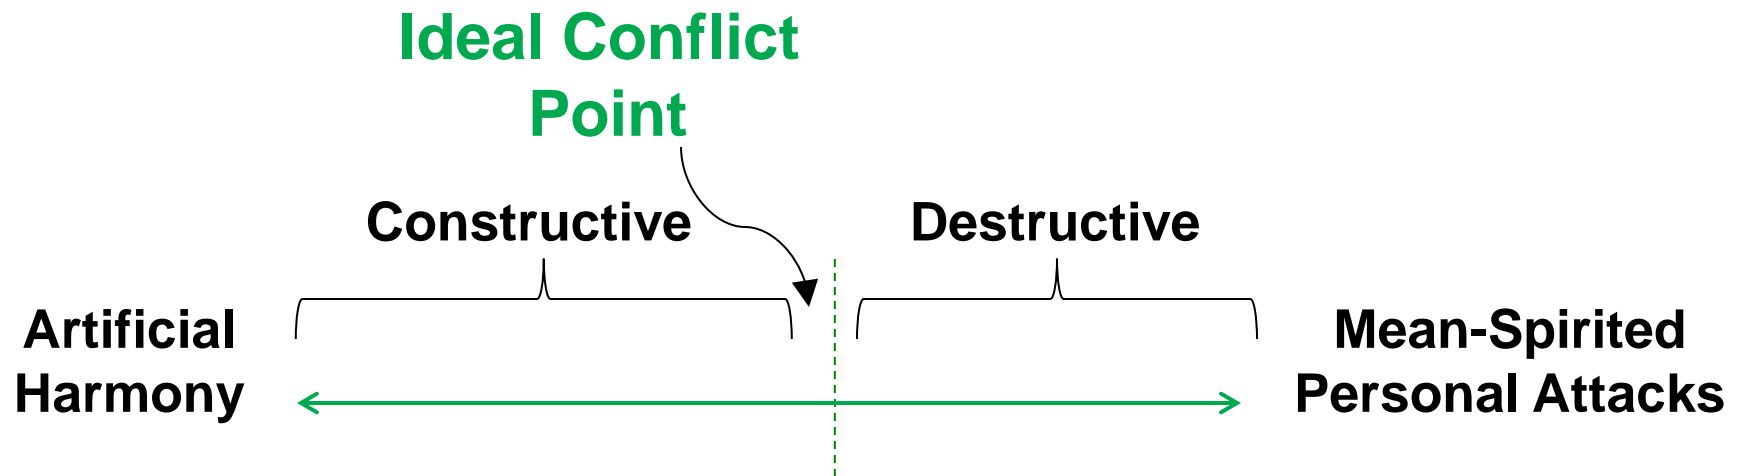 Ideal Conflict
Point
Constructive
Destructive
Artificial
Harmony
Mean-Spirited
Personal Attacks